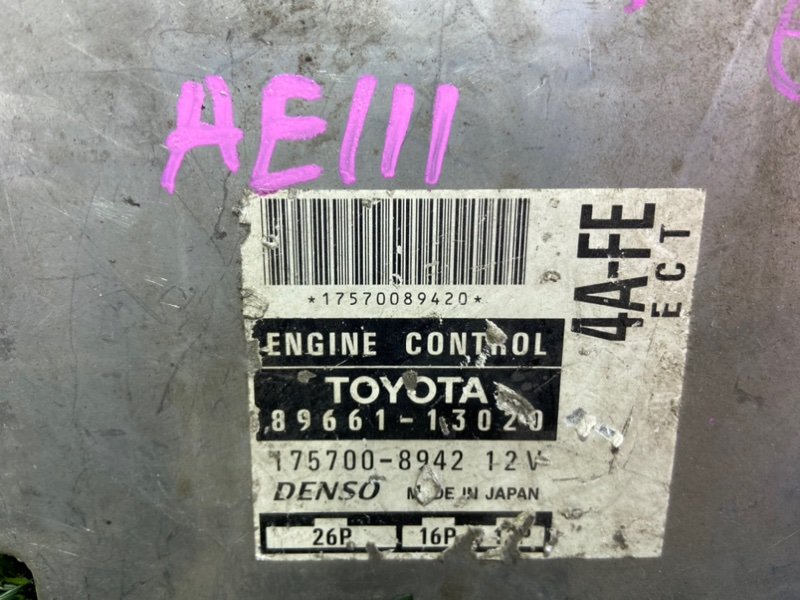 AE111
*17570089420*
4A-FE
ECT
ENGINE CONTROL
TOYOTA
89661-13020
175700-8942 12V
DENSO MADE IN JAPAN
26P 16P